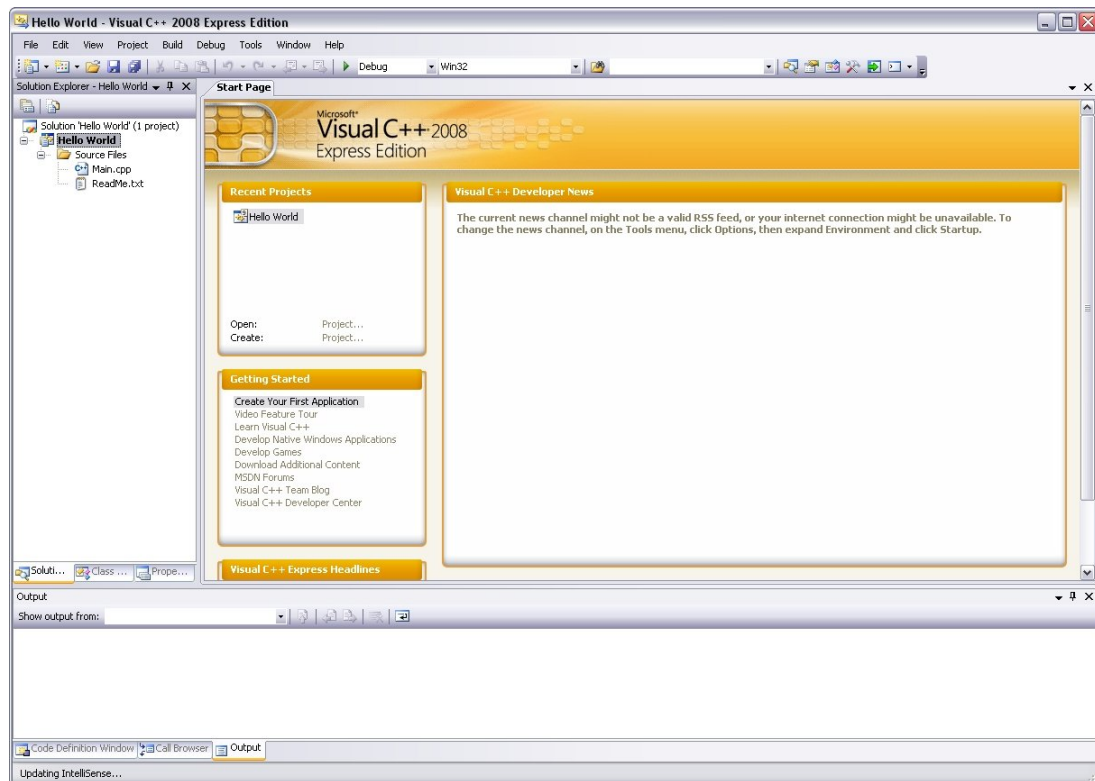 Hello World - Visual C++ 2008 Express Edition
File Edit View Project Build Debug Tools Window Help
Debug Win32
Solution Explorer - Hello World
Solution 'Hello World' (1 project)
Hello World
Source Files
Main.cpp
ReadMe.txt
Soluti... Class ... Prope...
Start Page
Microsoft
Visual C++ 2008
Express Edition
Recent Projects
Hello World
Open: Project...
Create: Project...
Getting Started
Create Your First Application
Video Feature Tour
Learn Visual C++
Develop Native Windows Applications
Develop Games
Download Additional Content
MSDN Forums
Visual C++ Team Blog
Visual C++ Developer Center
Visual C++ Express Headlines
Visual C++ Developer News
The current news channel might not be a valid RSS feed, or your internet connection might be unavailable. To
change the news channel, on the Tools menu, click Options, then expand Environment and click Startup.
Output
Show output from:
Code Definition Window Call Browser Output
Updating IntelliSense...